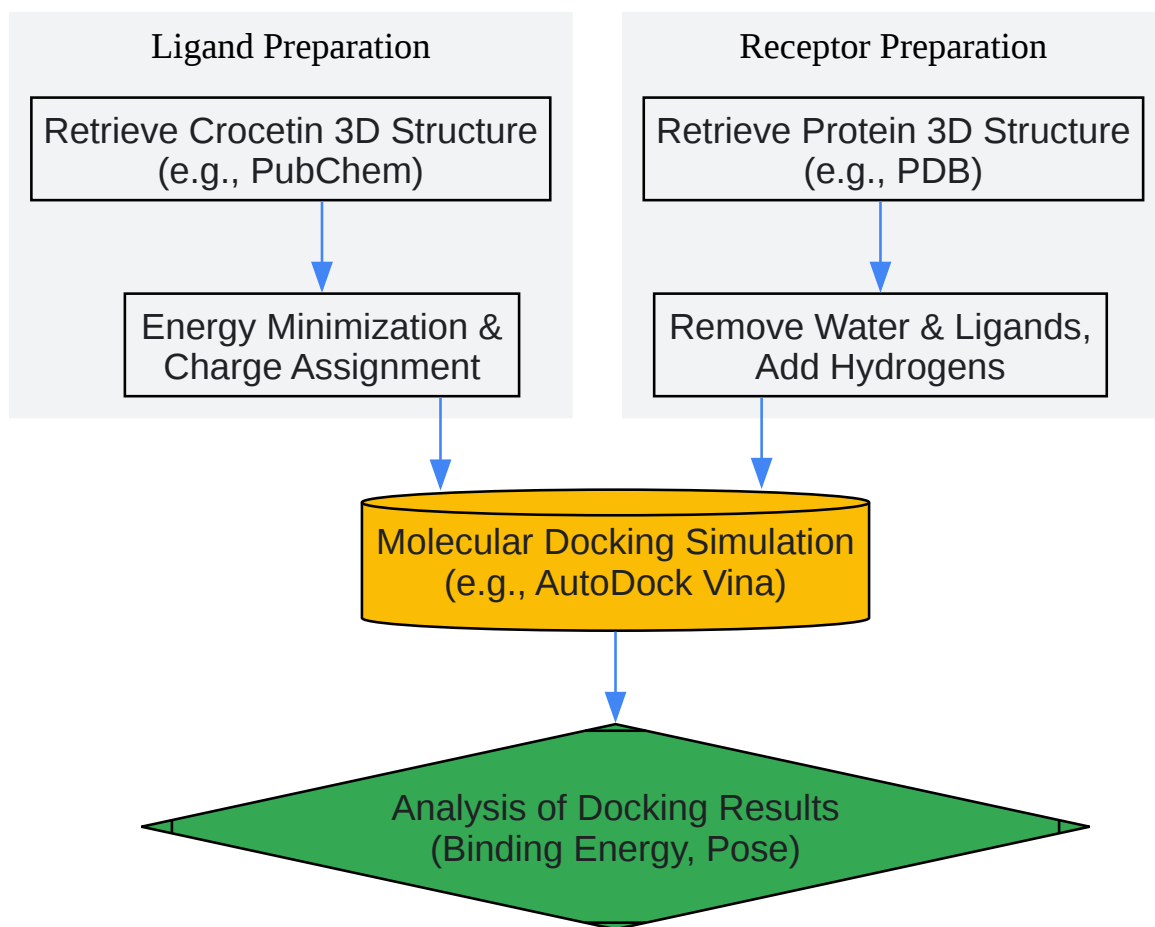 Ligand Preparation
Retrieve Crocetin 3D Structure
(e.g., PubChem)
Energy Minimization &
Charge Assignment
Receptor Preparation
Retrieve Protein 3D Structure
(e.g., PDB)
Remove Water & Ligands,
Add Hydrogens
Molecular Docking Simulation
(e.g., AutoDock Vina)
Analysis of Docking Results
(Binding Energy, Pose)